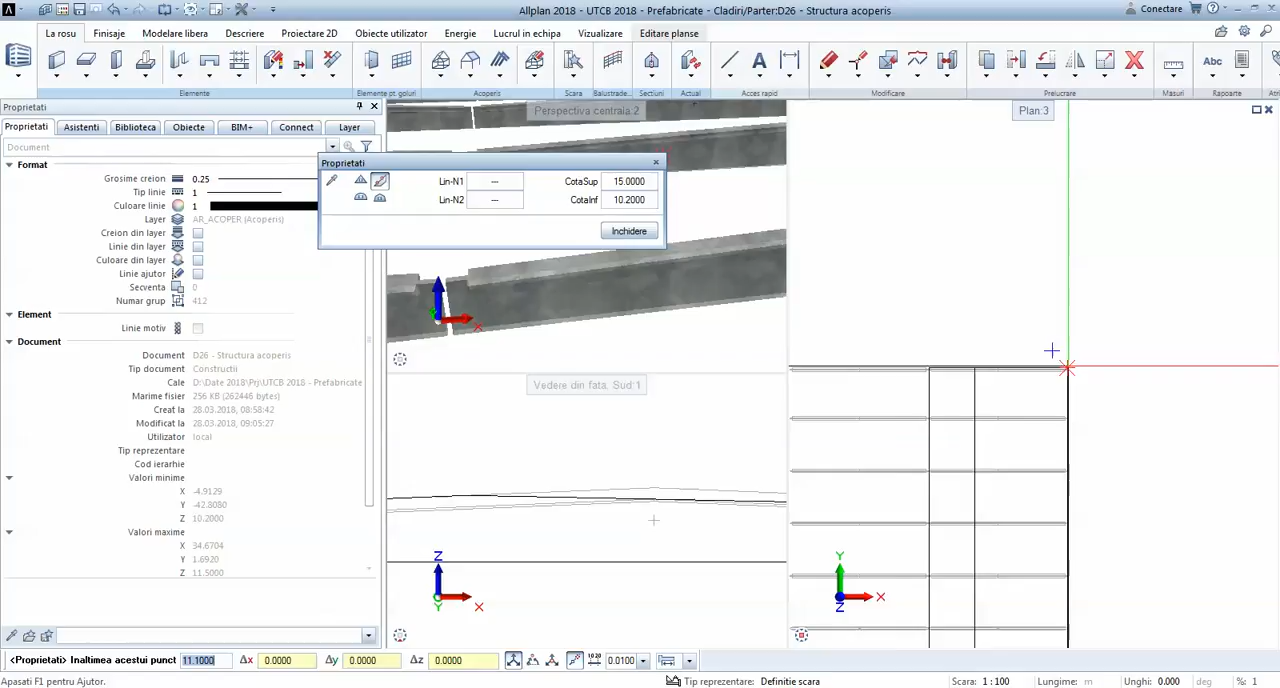 Allplan 2018 - UTCB 2018 - Prefabricate - Cladiri/Parter:D26 - Structura acoperis
Conectare
La rosu Finisaje Modelare libera Descriere Proiectare 2D Obiecte utilizator Energie Lucrul in echipa Vizualizare Editare planse
Abc
Elemente Elemente pt. goluri Acoperis Scara Balustrade... Sectiuni Actual Acces rapid Modificare Prelucrare Masuri Rapoarte Atri
Proprietati
Proprietati Asistenti Biblioteca Obiecte BIM+ Connect Layer
Document
Format
Grosime creion 0.25
Tip linie 1
Culoare linie 1
Layer AR_ACOPER (Acoperis)
Creion din layer
Linie din layer
Culoare din layer
Linie ajutor
Secventa 0
Numar grup 412
Element
Linie motiv
Document
Document D26 - Structura acoperis
Tip document Constructii
Cale D:\Date 2018\Prj\UTCB 2018 - Prefabricate
Marime fisier 256 KB (262446 bytes)
Creat la 28.03.2018, 08:58:42
Modificat la 28.03.2018, 09:05:27
Utilizator local
Tip reprezentare
Cod ierarhie
Valori minime
X -4.9129
Y -42.8080
Z 10.2000
Valori maxime
X 34.6704
Y 1.6920
Z 11.5000
Perspectiva centrala:2
Proprietati
Lin-N1 --- CotaSup 15.0000
Lin-N2 --- CotaInf 10.2000
Inchidere
X
Vedere din fata, Sud:1
Z
X
Y
Plan:3
Y
X
Z
<Proprietati> Inaltimea acestui punct 11.1000 Δx 0.0000 Δy 0.0000 Δz 0.0000 0.0100
Apasati F1 pentru Ajutor. Tip reprezentare: Definitie scara Scara: 1 : 100 Lungime: m Unghi: 0.000 deg %: 1